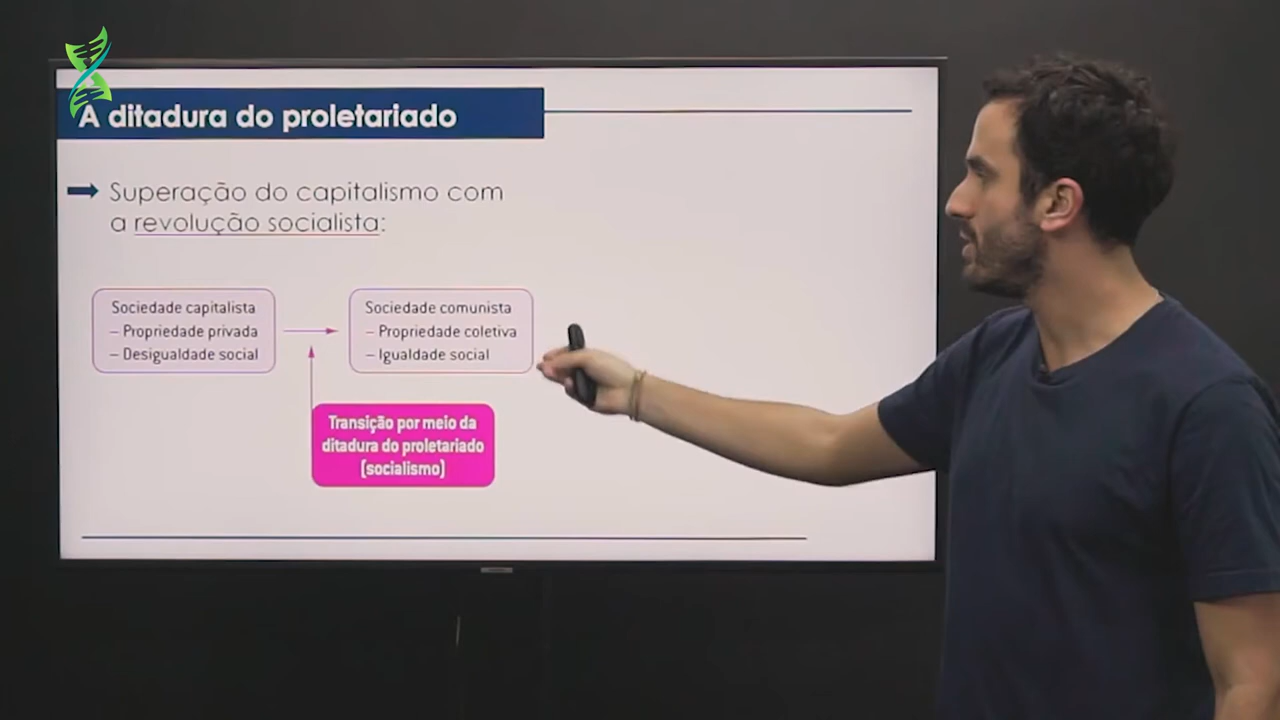 A ditadura do proletariado
Superação do capitalismo com
a revolução socialista:
Sociedade capitalista
– Propriedade privada
– Desigualdade social
Sociedade comunista
– Propriedade coletiva
– Igualdade social
Transição por meio da
ditadura do proletariado
(socialismo)